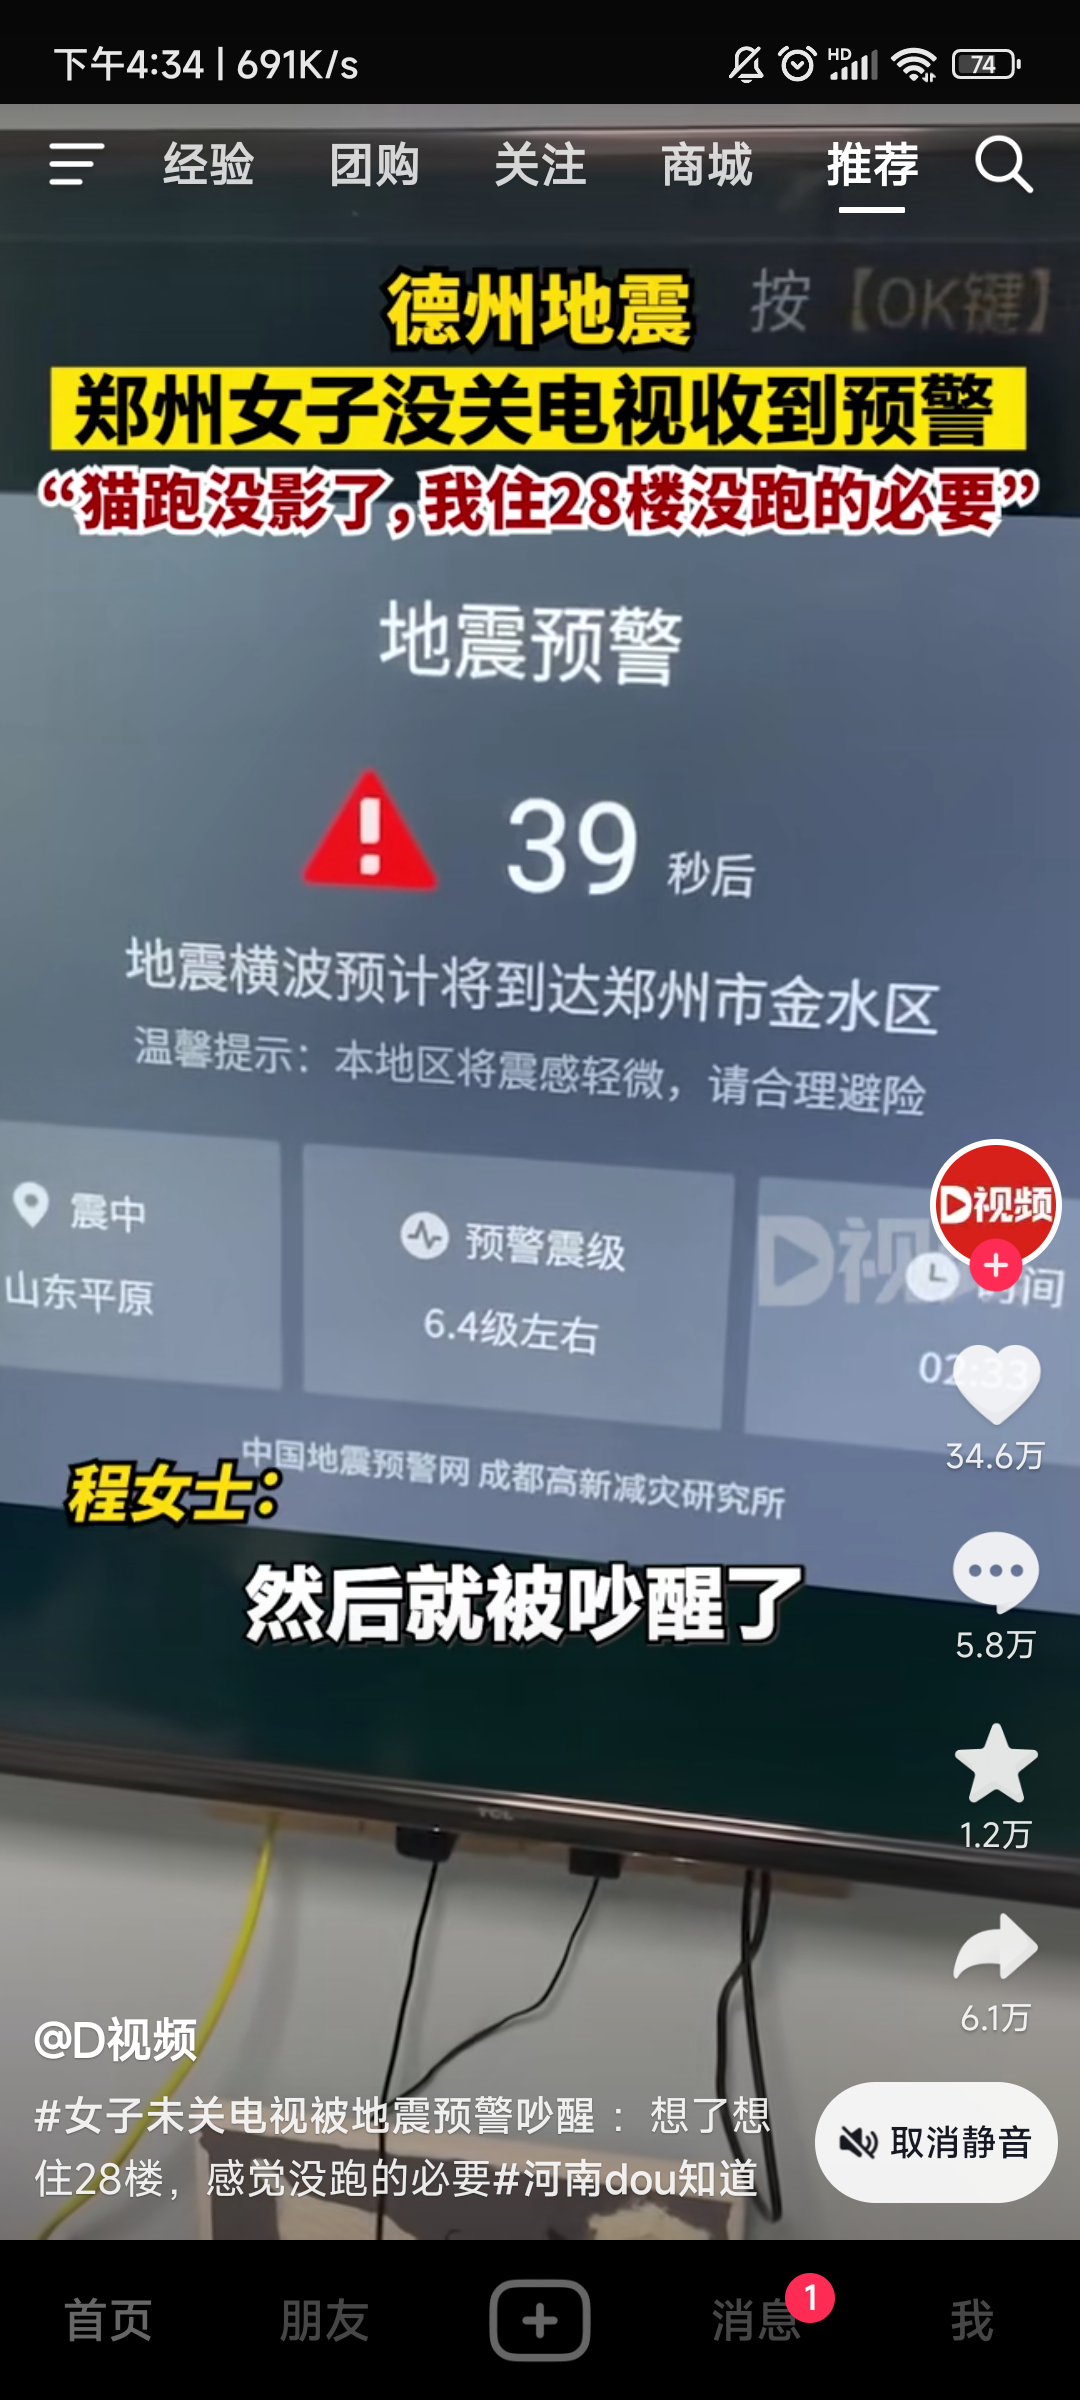 下午4:34 | 691K/s
HD
74
经验 团购 关注 商城 推荐
按【OK键】
德州地震
郑州女子没关电视收到预警
“猫跑没影了,我住28楼没跑的必要”
地震预警
39 秒后
地震横波预计将到达郑州市金水区
温馨提示：本地区将震感轻微，请合理避险
震中
山东平原
预警震级
6.4级左右
时间
02:33
D视频
中国地震预警网 成都高新减灾研究所
程女士：
然后就被吵醒了
34.6万
5.8万
1.2万
6.1万
TCL
@D视频
#女子未关电视被地震预警吵醒 ：想了想
住28楼，感觉没跑的必要#河南dou知道
取消静音
首页 朋友 消息 1 我